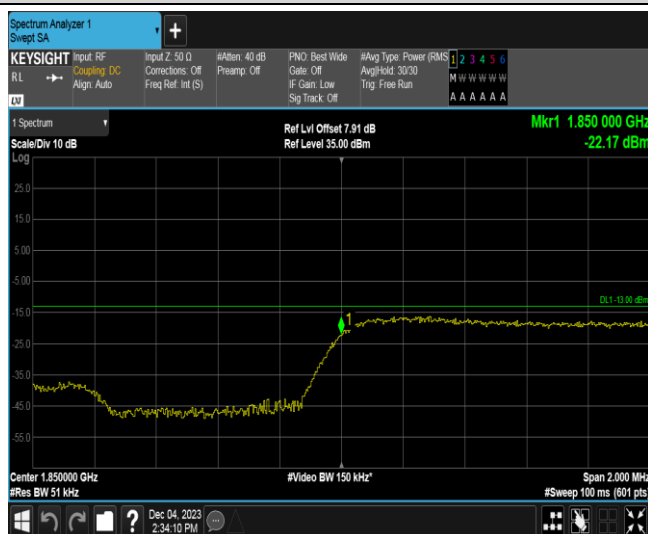 Spectrum Analyzer 1
Swept SA
+
KEYSIGHT
RL
Input: RF
Coupling: DC
Align: Auto
Input Z: 50 Ω
Corrections: Off
Freq Ref: Int (S)
#Atten: 40 dB
Preamp: Off
PNO: Best Wide
Gate: Off
IF Gain: Low
Sig Track: Off
#Avg Type: Power (RMS
Avg|Hold: 30/30
Trig: Free Run
1 2 3 4 5 6
M W W W W W
A A A A A A
LXI
1 Spectrum
Scale/Div 10 dB
Log
Ref Lvl Offset 7.91 dB
Ref Level 35.00 dBm
Mkr1 1.850 000 GHz
-22.17 dBm
25.0
15.0
5.00
-5.00
DL1 -13.00 dBm
-15.0
1
-25.0
-35.0
-45.0
-55.0
Center 1.850000 GHz
#Video BW 150 kHz*
Span 2.000 MHz
#Res BW 51 kHz
#Sweep 100 ms (601 pts)
?
Dec 04, 2023
2:34:10 PM